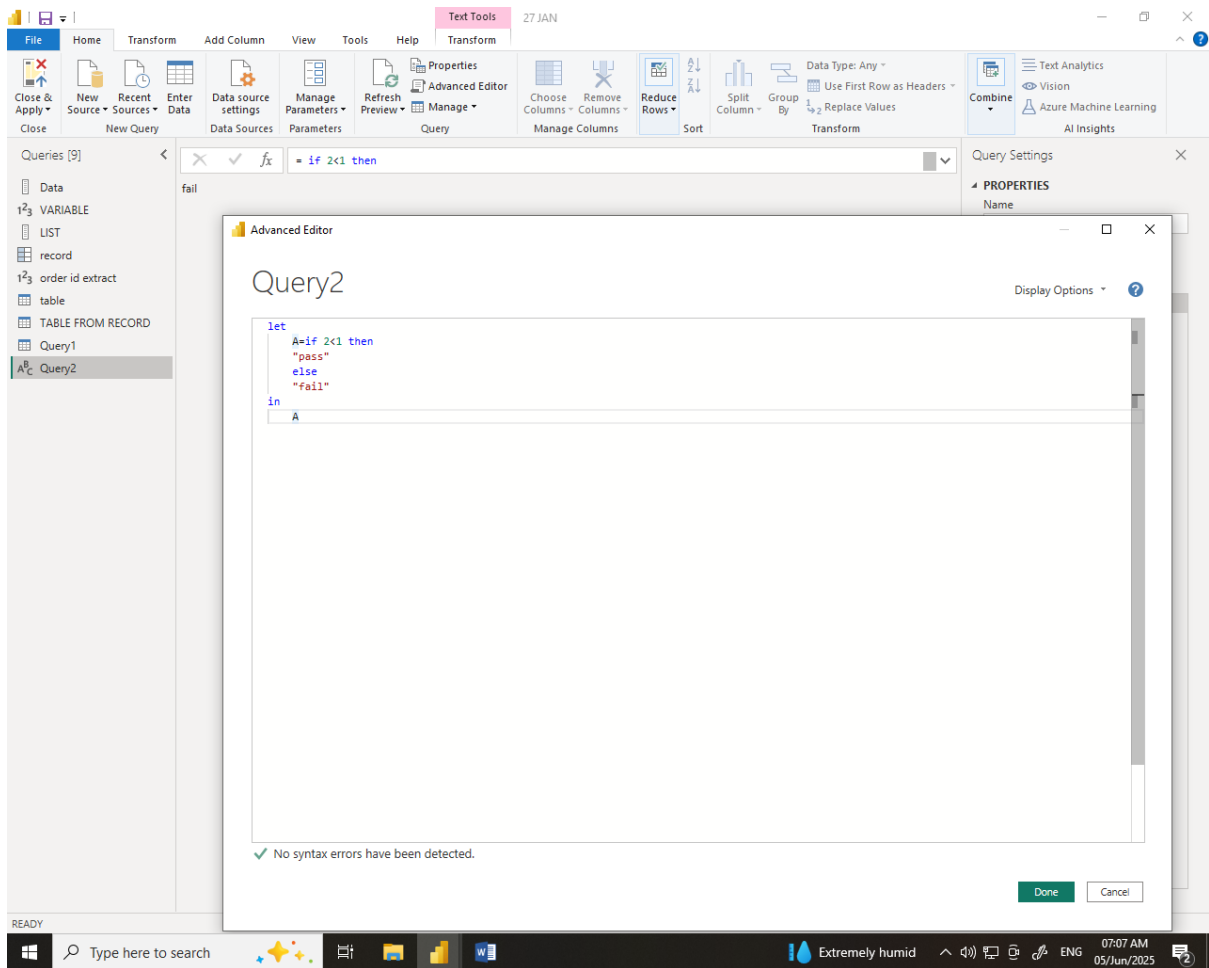 Text Tools
27 JAN
File Home Transform Add Column View Tools Help Transform
Close & Apply
New Source
Recent Sources
Enter Data
Data source settings
Manage Parameters
Refresh Preview
Properties
Advanced Editor
Manage
Choose Columns
Remove Columns
Reduce Rows
Split Column
Group By
Data Type: Any
Use First Row as Headers
Replace Values
Combine
Text Analytics
Vision
Azure Machine Learning
Close New Query Data Sources Parameters Query Manage Columns Sort Transform AI Insights
Queries [9]
fx = if 2<1 then
Query Settings
Data
fail
PROPERTIES
Name
123 VARIABLE
LIST
record
123 order id extract
table
TABLE FROM RECORD
Query1
ABC Query2
Advanced Editor
Query2
Display Options
let
A=if 2<1 then
"pass"
else
"fail"
in
A
No syntax errors have been detected.
Done Cancel
READY
Type here to search
Extremely humid
ENG
07:07 AM
05/Jun/2025
2